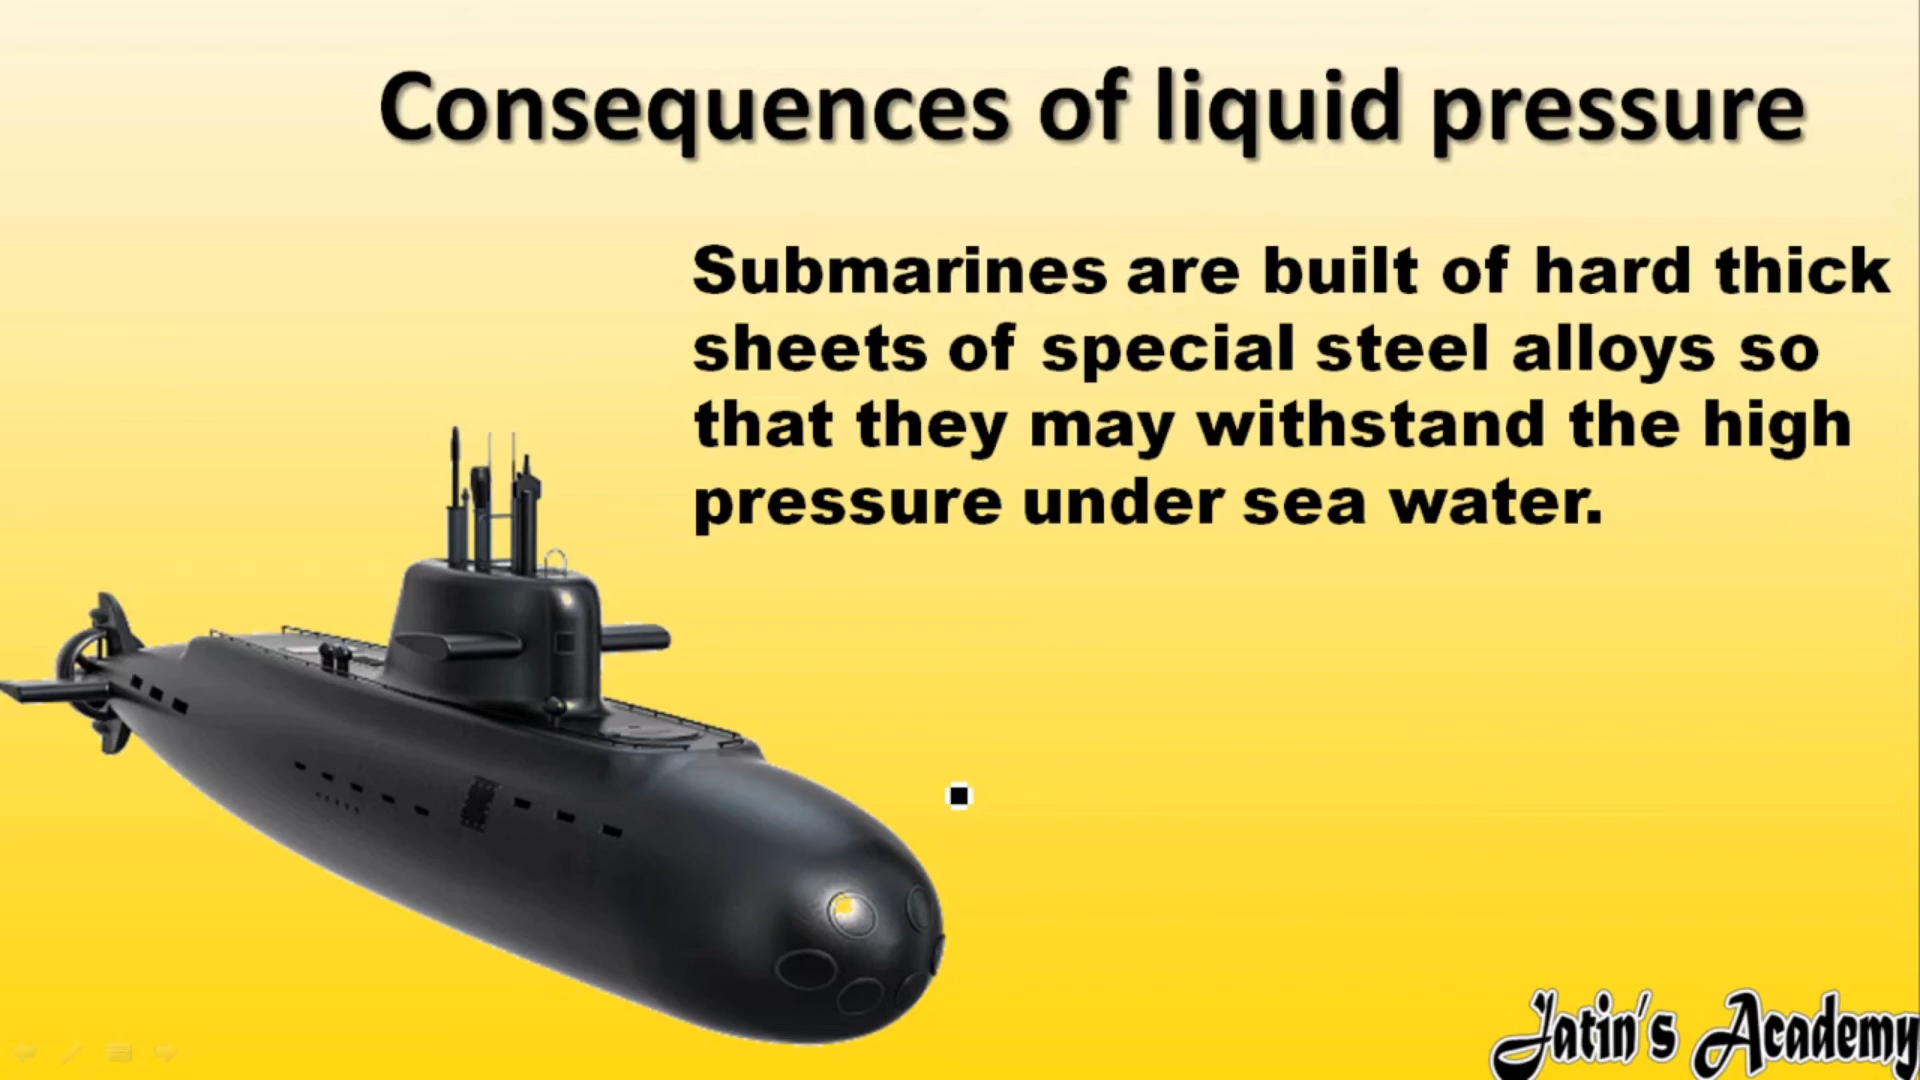 Consequences of liquid pressure
Submarines are built of hard thick
sheets of special steel alloys so
that they may withstand the high
pressure under sea water.
Jatin's Academy